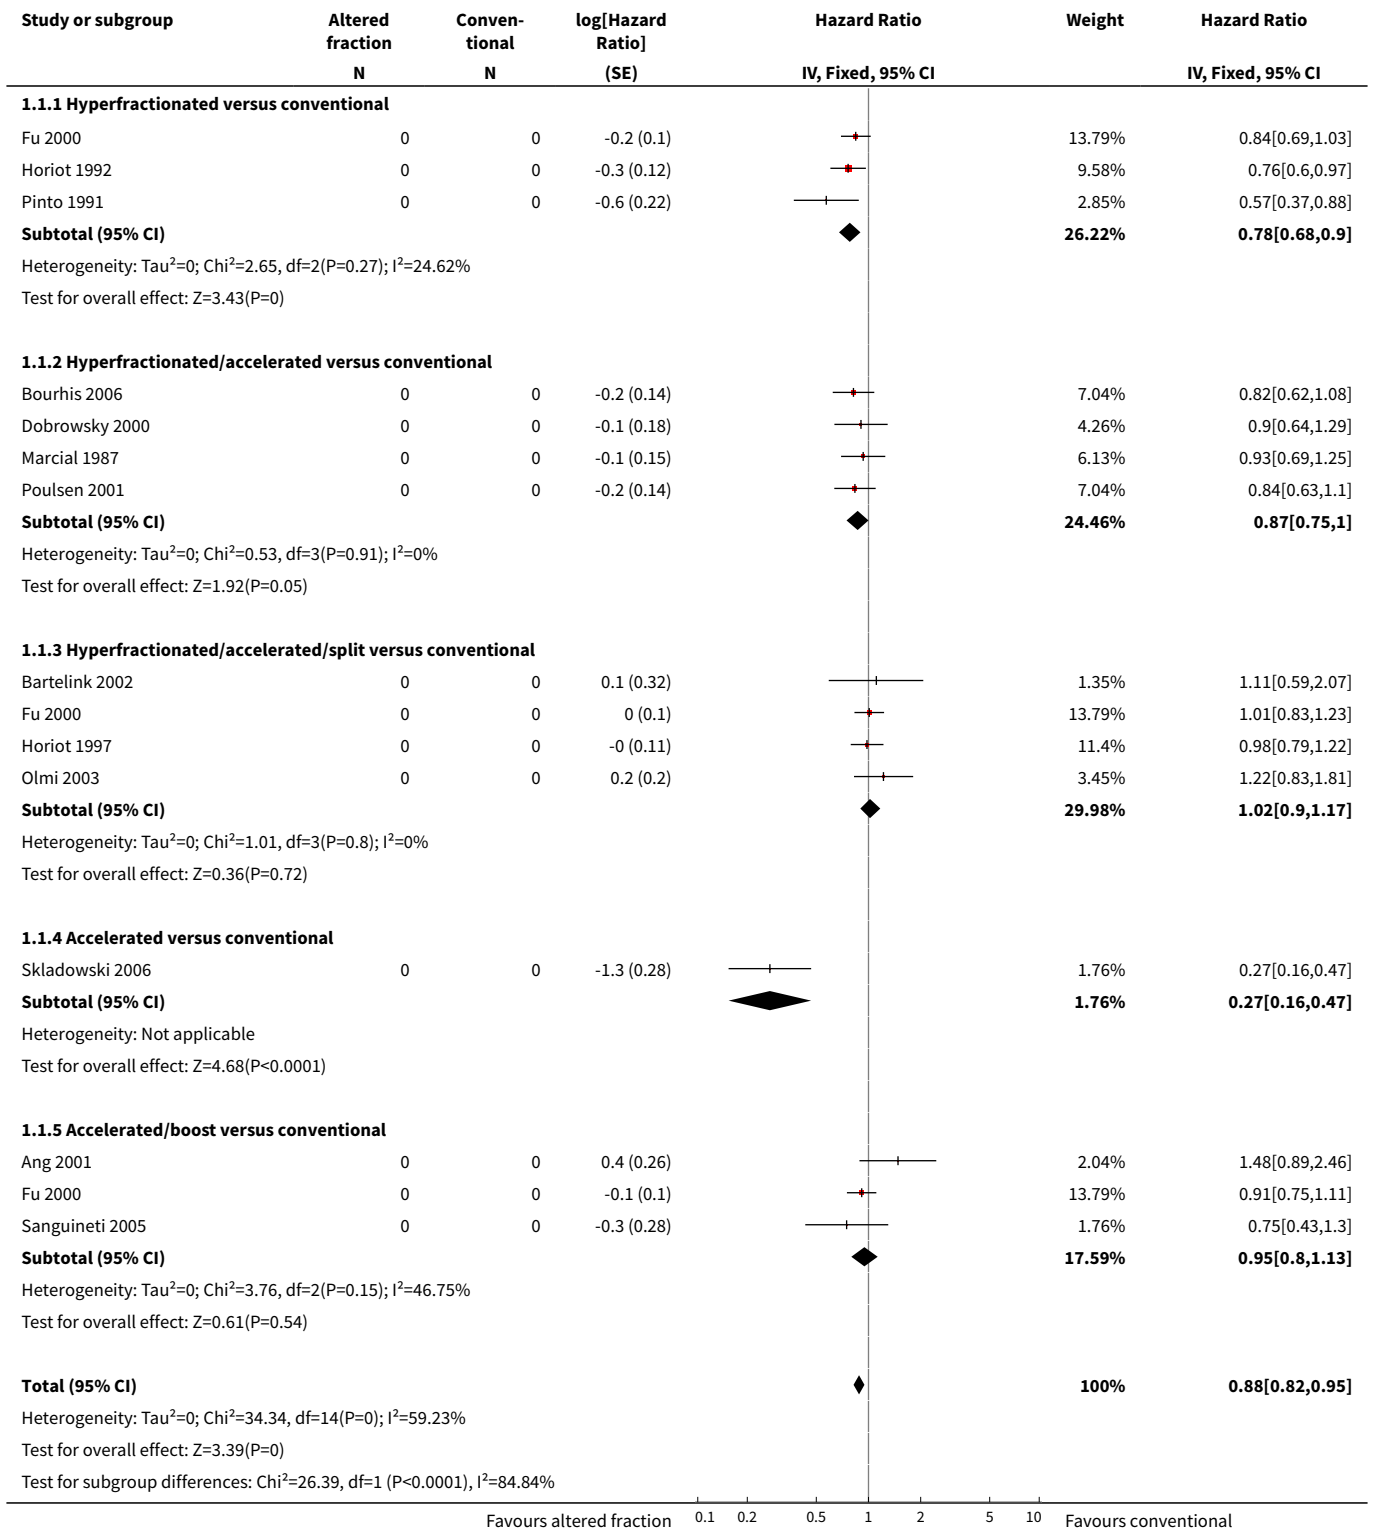 Study or subgroup Altered fraction Conven-tional log[Hazard Ratio] Hazard Ratio Weight Hazard Ratio
N N (SE) IV, Fixed, 95% CI IV, Fixed, 95% CI
1.1.1 Hyperfractionated versus conventional
Fu 2000 0 0 -0.2 (0.1) 13.79% 0.84[0.69,1.03]
Horiot 1992 0 0 -0.3 (0.12) 9.58% 0.76[0.6,0.97]
Pinto 1991 0 0 -0.6 (0.22) 2.85% 0.57[0.37,0.88]
Subtotal (95% CI) 26.22% 0.78[0.68,0.9]
Heterogeneity: Tau²=0; Chi²=2.65, df=2(P=0.27); I²=24.62%
Test for overall effect: Z=3.43(P=0)
1.1.2 Hyperfractionated/accelerated versus conventional
Bourhis 2006 0 0 -0.2 (0.14) 7.04% 0.82[0.62,1.08]
Dobrowsky 2000 0 0 -0.1 (0.18) 4.26% 0.9[0.64,1.29]
Marcial 1987 0 0 -0.1 (0.15) 6.13% 0.93[0.69,1.25]
Poulsen 2001 0 0 -0.2 (0.14) 7.04% 0.84[0.63,1.1]
Subtotal (95% CI) 24.46% 0.87[0.75,1]
Heterogeneity: Tau²=0; Chi²=0.53, df=3(P=0.91); I²=0%
Test for overall effect: Z=1.92(P=0.05)
1.1.3 Hyperfractionated/accelerated/split versus conventional
Bartelink 2002 0 0 0.1 (0.32) 1.35% 1.11[0.59,2.07]
Fu 2000 0 0 0 (0.1) 13.79% 1.01[0.83,1.23]
Horiot 1997 0 0 -0 (0.11) 11.4% 0.98[0.79,1.22]
Olmi 2003 0 0 0.2 (0.2) 3.45% 1.22[0.83,1.81]
Subtotal (95% CI) 29.98% 1.02[0.9,1.17]
Heterogeneity: Tau²=0; Chi²=1.01, df=3(P=0.8); I²=0%
Test for overall effect: Z=0.36(P=0.72)
1.1.4 Accelerated versus conventional
Skladowski 2006 0 0 -1.3 (0.28) 1.76% 0.27[0.16,0.47]
Subtotal (95% CI) 1.76% 0.27[0.16,0.47]
Heterogeneity: Not applicable
Test for overall effect: Z=4.68(P<0.0001)
1.1.5 Accelerated/boost versus conventional
Ang 2001 0 0 0.4 (0.26) 2.04% 1.48[0.89,2.46]
Fu 2000 0 0 -0.1 (0.1) 13.79% 0.91[0.75,1.11]
Sanguineti 2005 0 0 -0.3 (0.28) 1.76% 0.75[0.43,1.3]
Subtotal (95% CI) 17.59% 0.95[0.8,1.13]
Heterogeneity: Tau²=0; Chi²=3.76, df=2(P=0.15); I²=46.75%
Test for overall effect: Z=0.61(P=0.54)
Total (95% CI) 100% 0.88[0.82,0.95]
Heterogeneity: Tau²=0; Chi²=34.34, df=14(P=0); I²=59.23%
Test for overall effect: Z=3.39(P=0)
Test for subgroup differences: Chi²=26.39, df=1 (P<0.0001), I²=84.84%
Favours altered fraction 0.1 0.2 0.5 1 2 5 10 Favours conventional